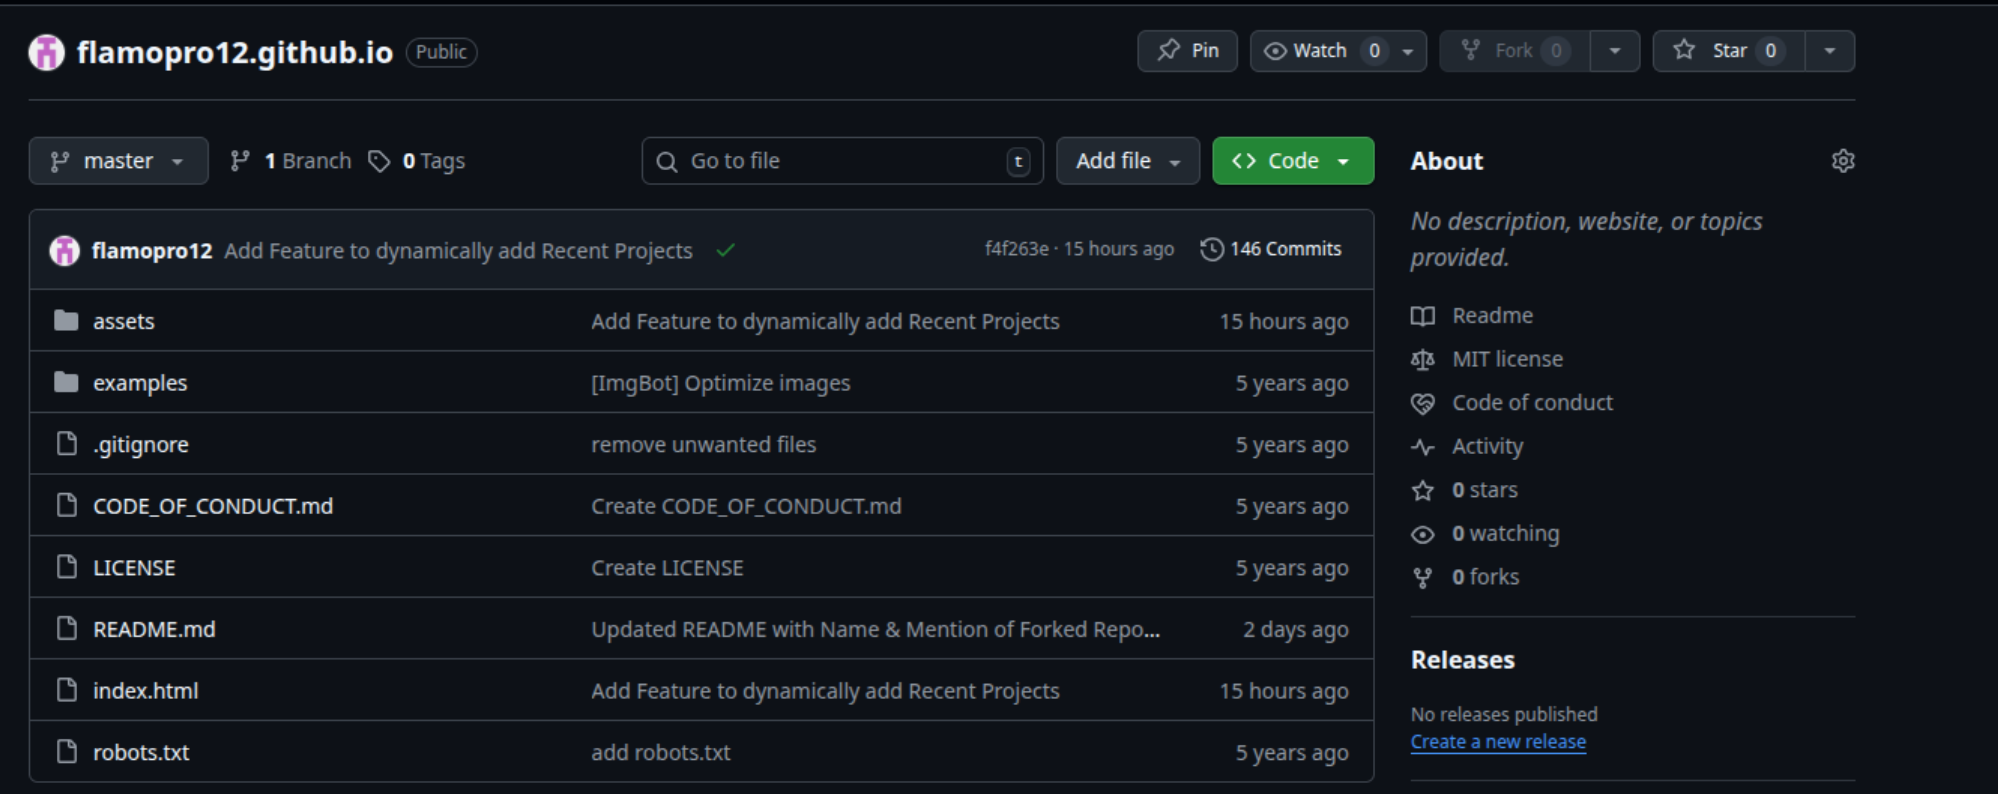 flamopro12.github.io Public Pin Watch 0 Fork 0 Star 0
master 1 Branch 0 Tags Go to file t Add file Code
flamopro12 Add Feature to dynamically add Recent Projects f4f263e · 15 hours ago 146 Commits
assets Add Feature to dynamically add Recent Projects 15 hours ago
examples [ImgBot] Optimize images 5 years ago
.gitignore remove unwanted files 5 years ago
CODE_OF_CONDUCT.md Create CODE_OF_CONDUCT.md 5 years ago
LICENSE Create LICENSE 5 years ago
README.md Updated README with Name & Mention of Forked Repo... 2 days ago
index.html Add Feature to dynamically add Recent Projects 15 hours ago
robots.txt add robots.txt 5 years ago
About
No description, website, or topics
provided.
Readme
MIT license
Code of conduct
Activity
0 stars
0 watching
0 forks
Releases
No releases published
Create a new release